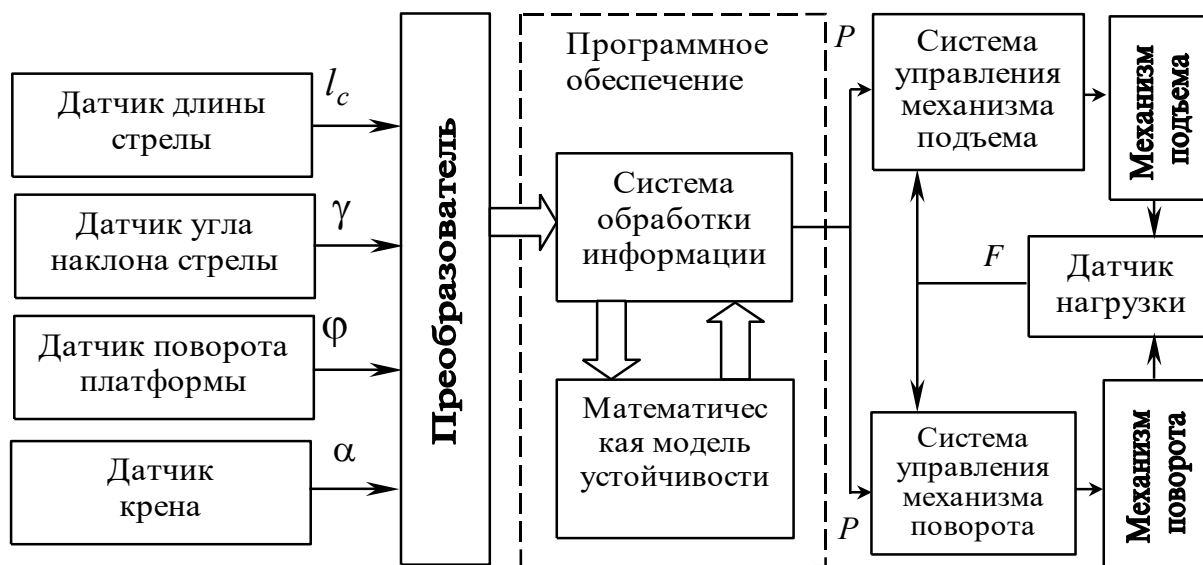 Датчик длины
стрелы
l_c
Датчик угла
наклона стрелы
γ
Датчик поворота
платформы
φ
Датчик
крена
α
Преобразователь
Программное
обеспечение
Система
обработки
информации
Математичес
кая модель
устойчивости
P
Система
управления
механизма
подъема
Механизм
подъема
F
Датчик
нагрузки
P
Система
управления
механизма
поворота
Механизм
поворота